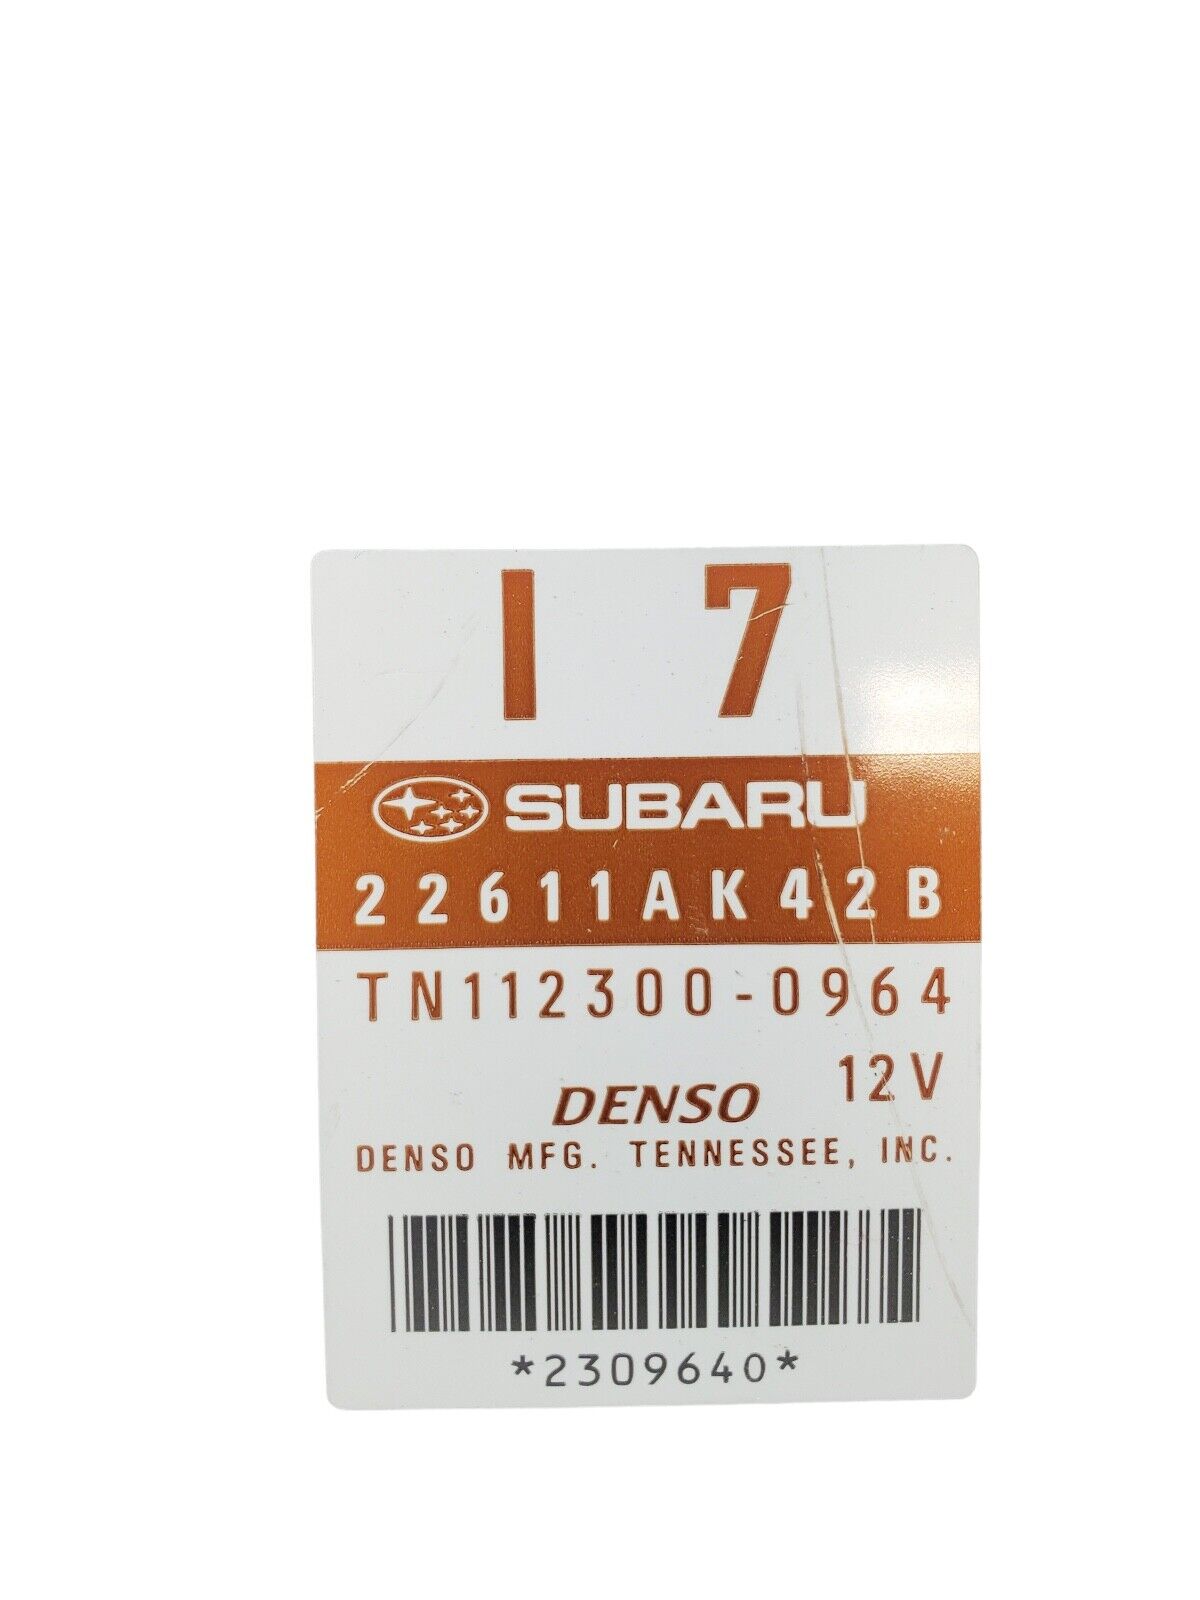 I 7
SUBARU
22611AK42B
TN112300-0964
12V
DENSO
DENSO MFG. TENNESSEE, INC.
*2309640*